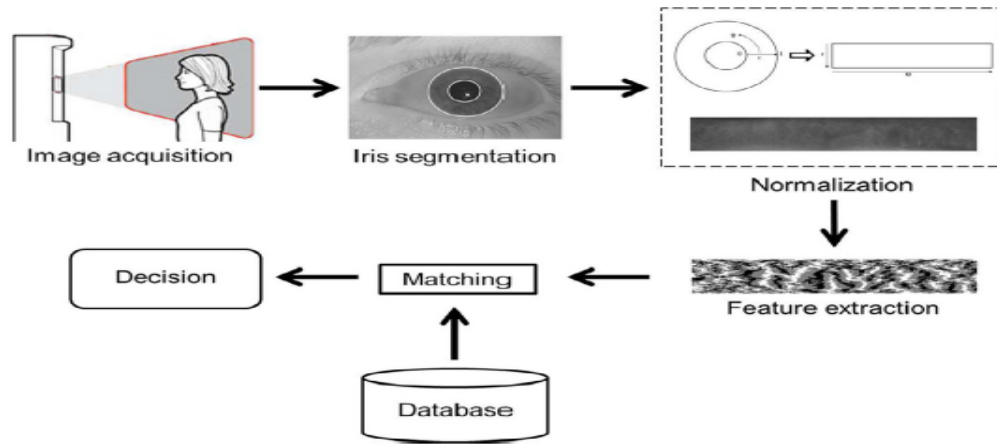 Image acquisition
Iris segmentation
Normalization
Feature extraction
Matching
Decision
Database